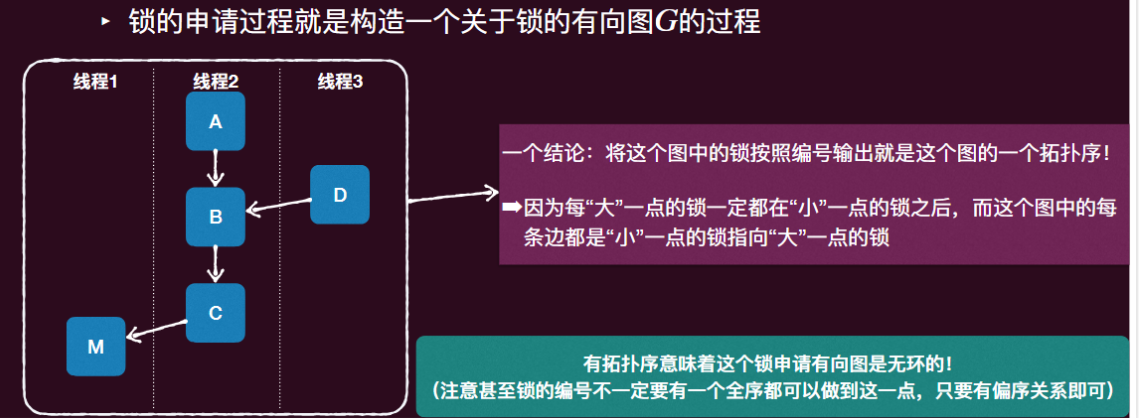 ▸ 锁的申请过程就是构造一个关于锁的有向图G的过程
线程1 线程2 线程3
A
D
B
C
M
一个结论：将这个图中的锁按照编号输出就是这个图的一个拓扑序！
➡因为每“大”一点的锁一定都在“小”一点的锁之后，而这个图中的每
条边都是“小”一点的锁指向“大”一点的锁
有拓扑序意味着这个锁申请有向图是无环的！
（注意甚至锁的编号不一定要有一个全序都可以做到这一点，只要有偏序关系即可）